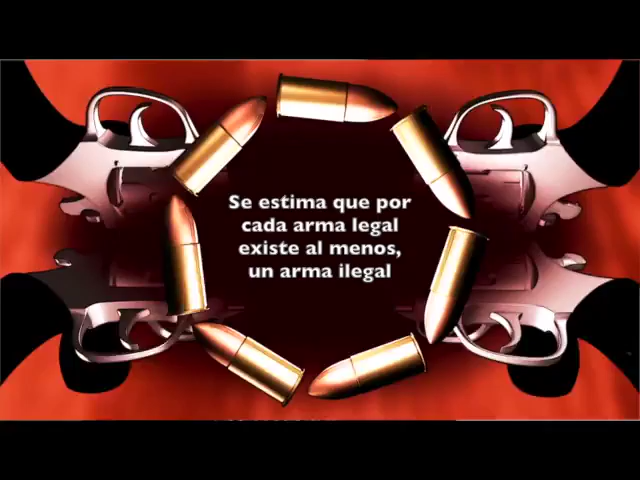 Se estima que por
cada arma legal
existe al menos,
un arma ilegal